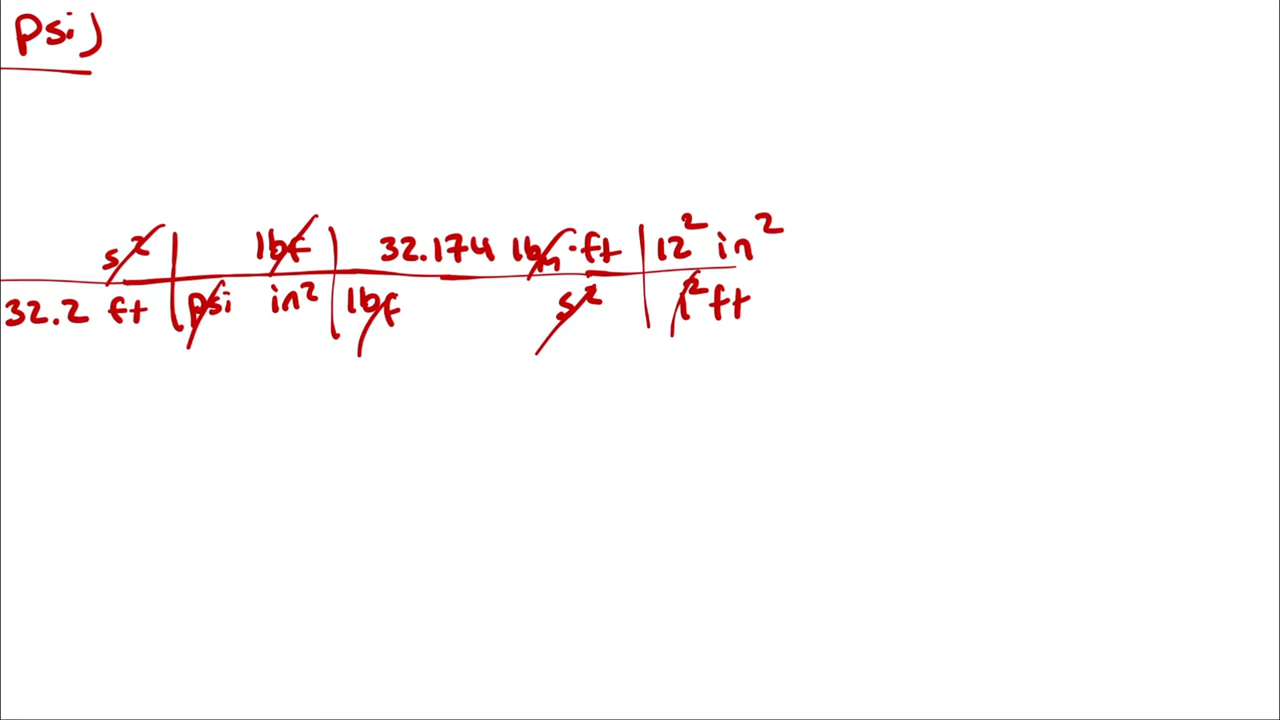 psi)
s² | lbf | 32.174 lbm·ft | 12² in²
32.2 ft | psi in² | lbf s² | 1² ft